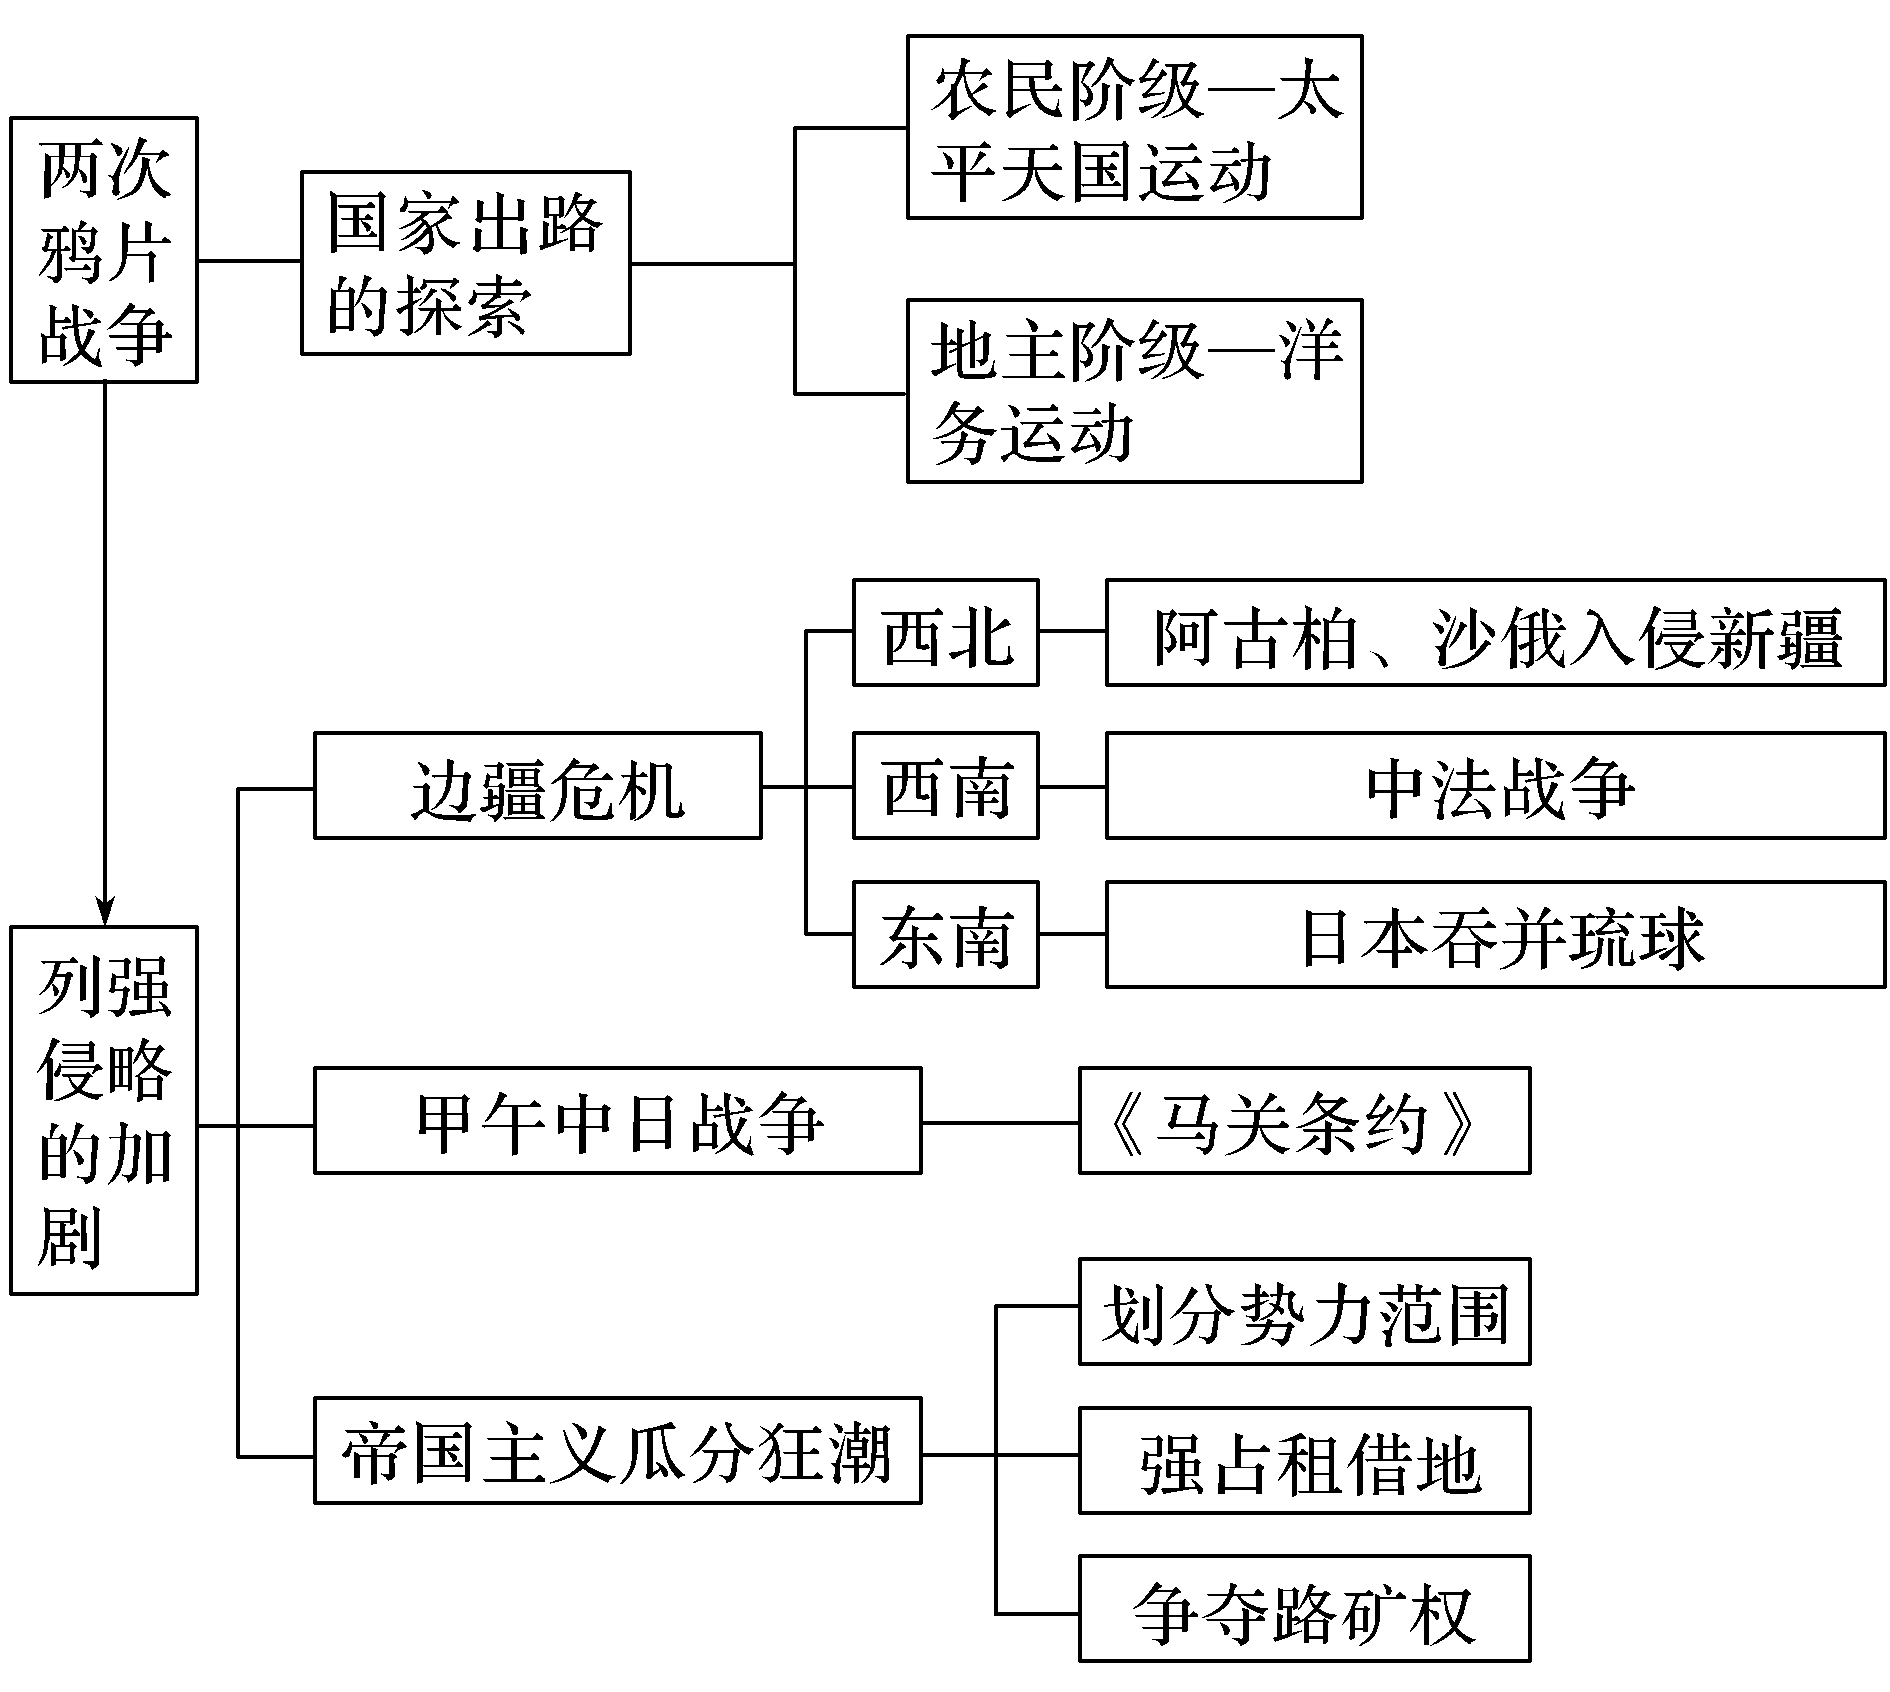 两次
鸦片
战争
国家出路
的探索
农民阶级—太
平天国运动
地主阶级—洋
务运动
列强
侵略
的加
剧
边疆危机
西北
阿古柏、沙俄入侵新疆
西南
中法战争
东南
日本吞并琉球
甲午中日战争
《马关条约》
帝国主义瓜分狂潮
划分势力范围
强占租借地
争夺路矿权